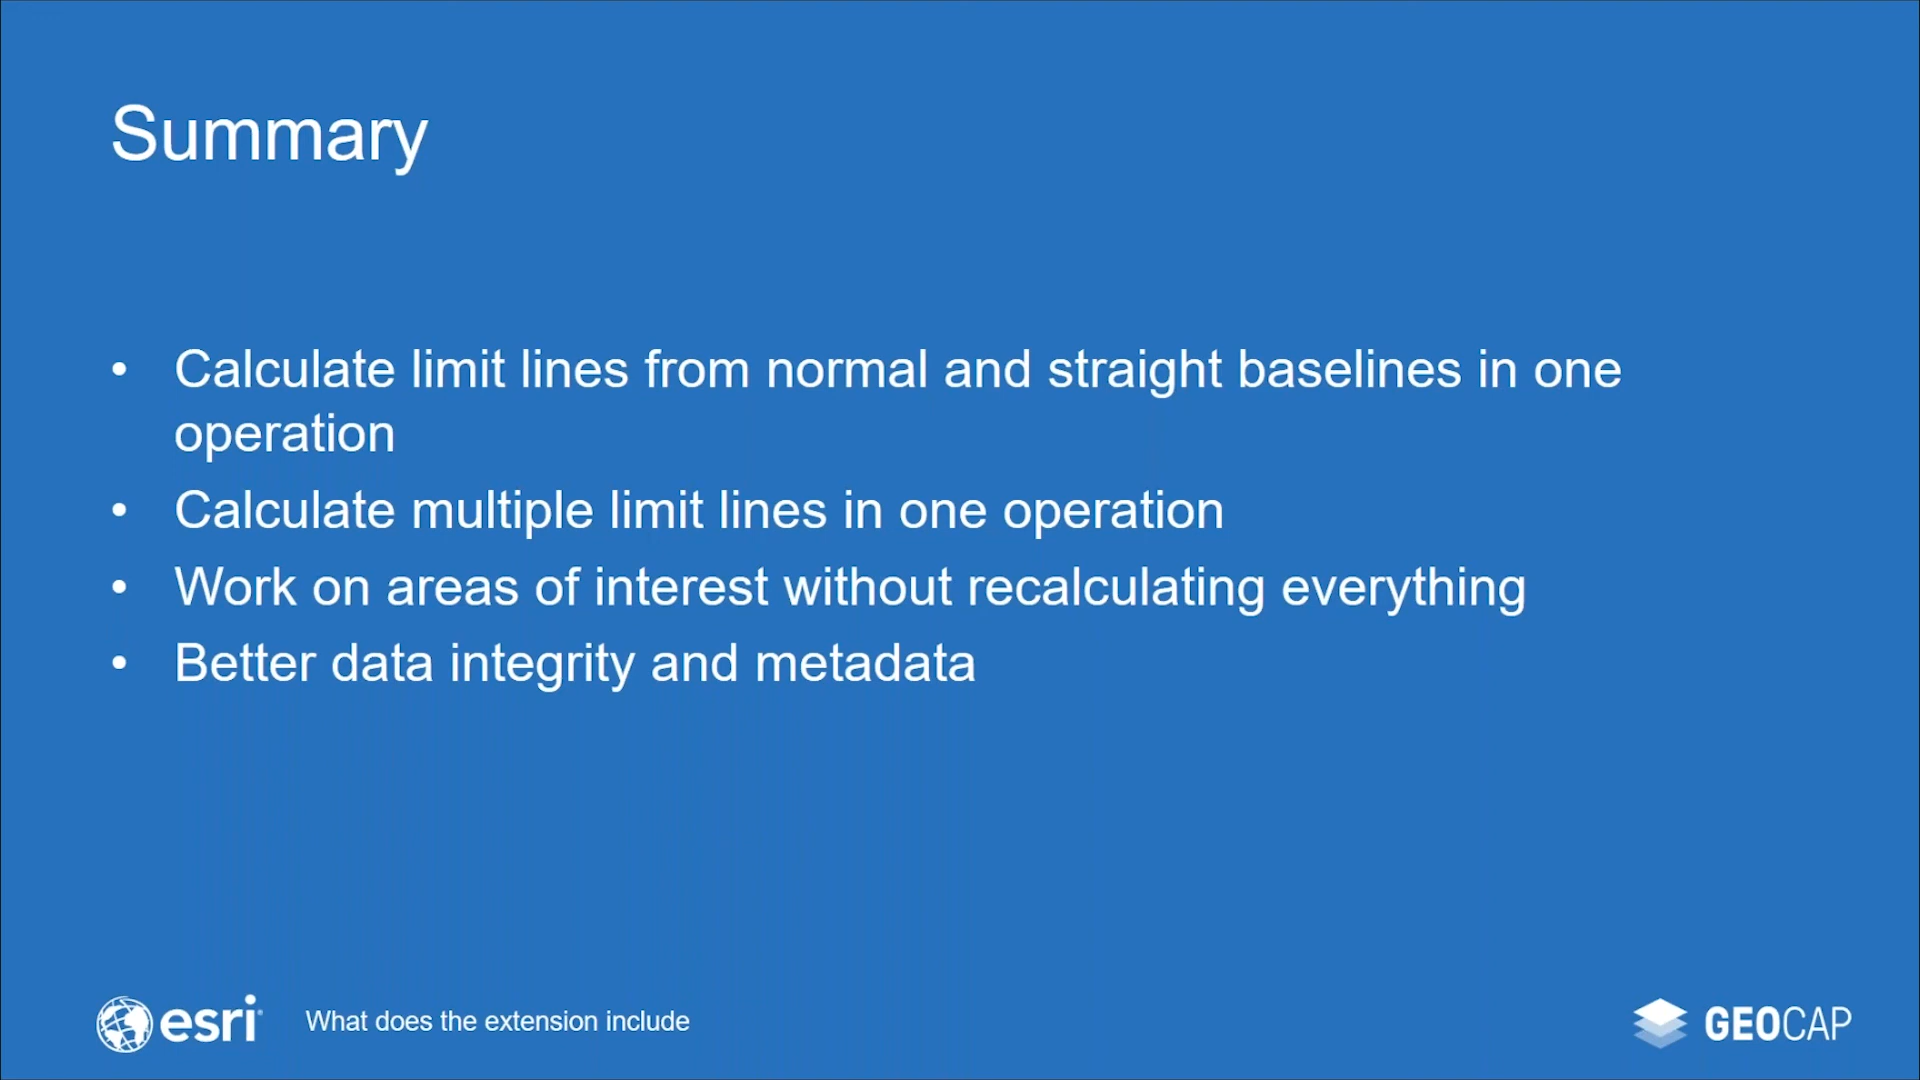 Summary
• Calculate limit lines from normal and straight baselines in one
operation
• Calculate multiple limit lines in one operation
• Work on areas of interest without recalculating everything
• Better data integrity and metadata
esri What does the extension include
GEOCAP